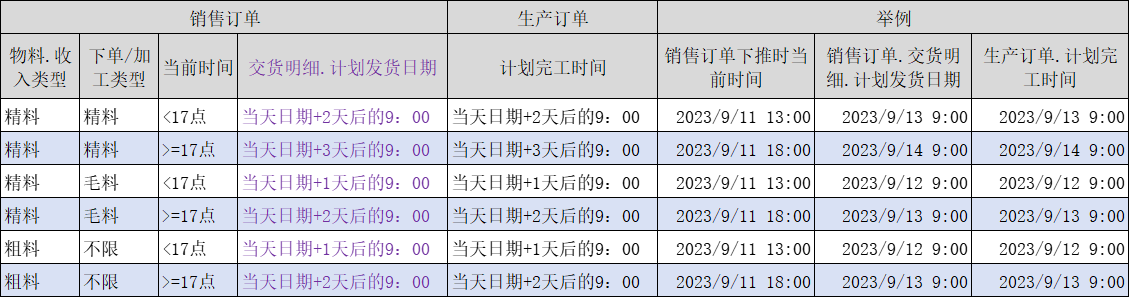 销售订单 生产订单 举例
物料.收入类型 下单/加工类型 当前时间 交货明细.计划发货日期 计划完工时间 销售订单下推时当前时间 销售订单.交货明细.计划发货日期 生产订单.计划完工时间
精料 精料 <17点 当天日期+2天后的9：00 当天日期+2天后的9：00 2023/9/11 13:00 2023/9/13 9:00 2023/9/13 9:00
精料 精料 >=17点 当天日期+3天后的9：00 当天日期+3天后的9：00 2023/9/11 18:00 2023/9/14 9:00 2023/9/14 9:00
精料 毛料 <17点 当天日期+1天后的9：00 当天日期+1天后的9：00 2023/9/11 13:00 2023/9/12 9:00 2023/9/12 9:00
精料 毛料 >=17点 当天日期+2天后的9：00 当天日期+2天后的9：00 2023/9/11 18:00 2023/9/13 9:00 2023/9/13 9:00
粗料 不限 <17点 当天日期+1天后的9：00 当天日期+1天后的9：00 2023/9/11 13:00 2023/9/12 9:00 2023/9/12 9:00
粗料 不限 >=17点 当天日期+2天后的9：00 当天日期+2天后的9：00 2023/9/11 18:00 2023/9/13 9:00 2023/9/13 9:00